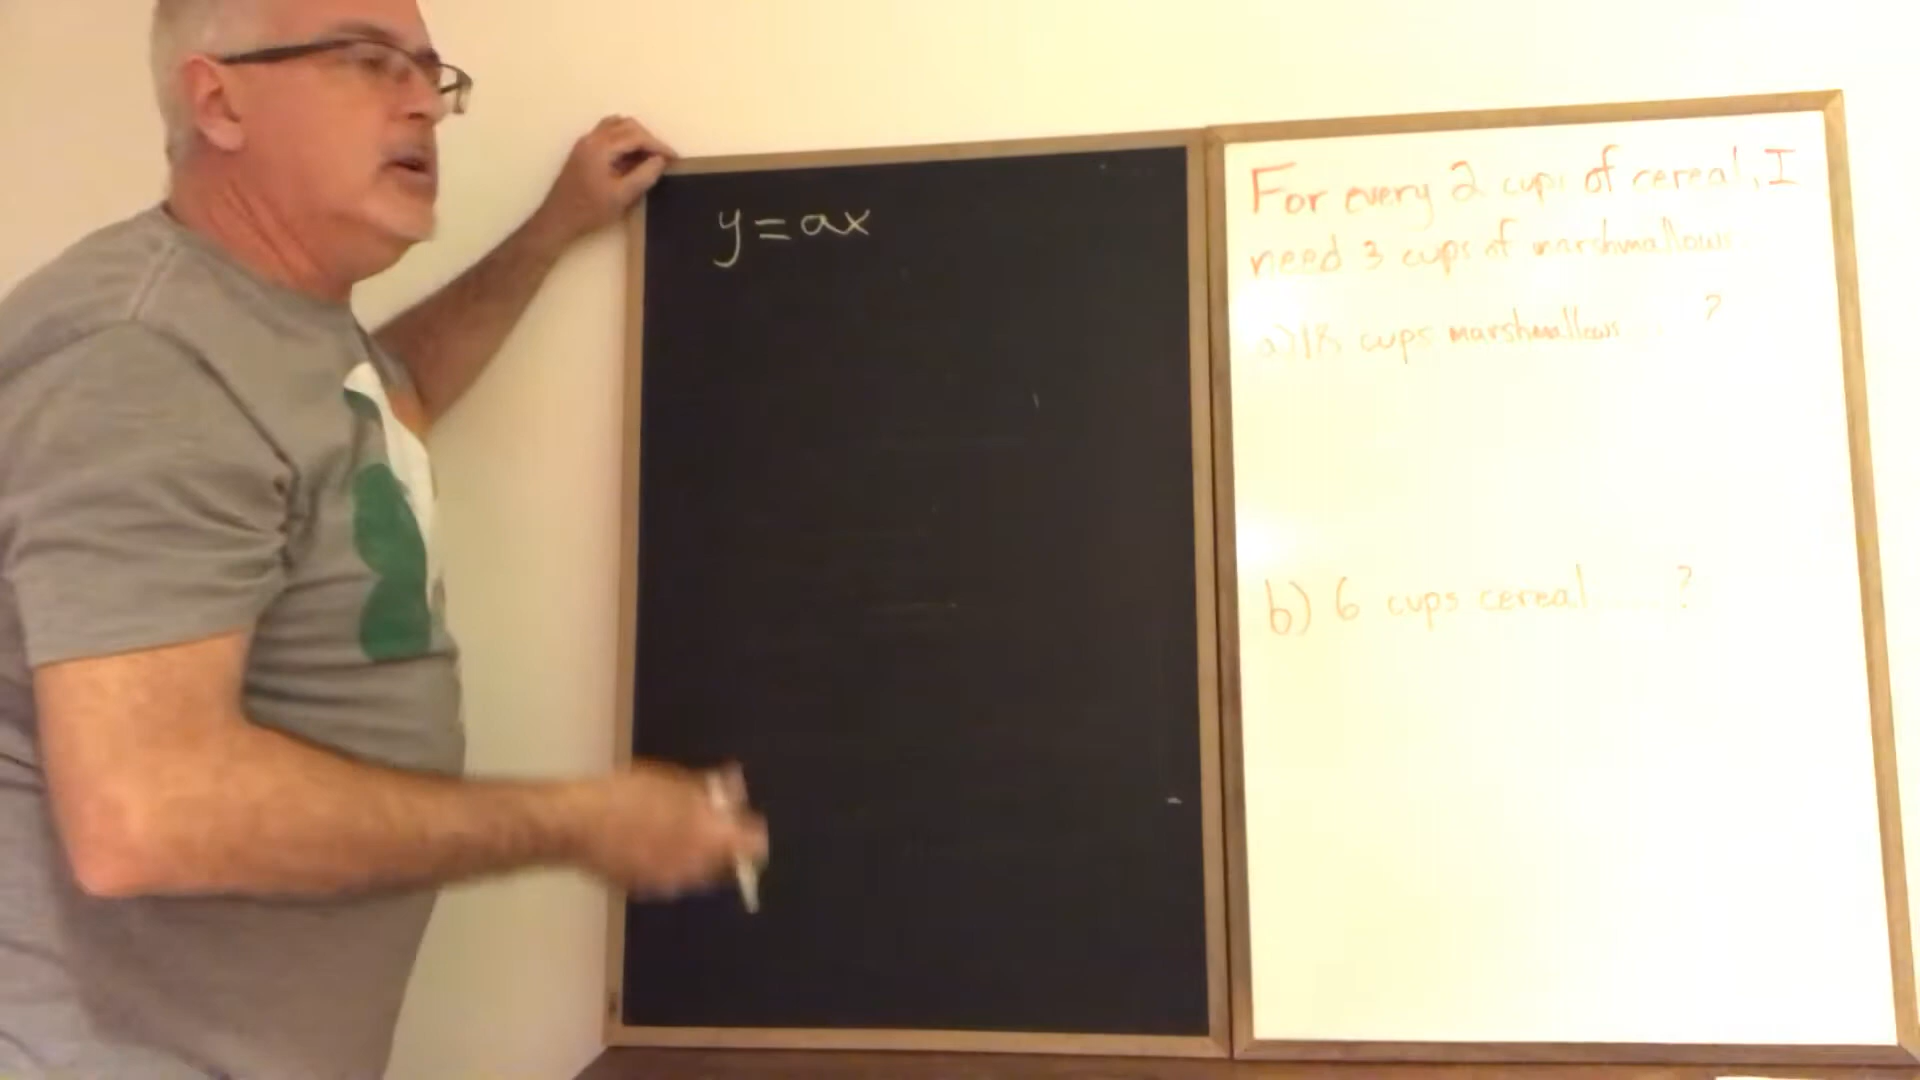 y=ax
For every 2 cups of cereal, I
need 3 cups of marshmallows
a) 18 cups marshmallows ?
b) 6 cups cereal ?